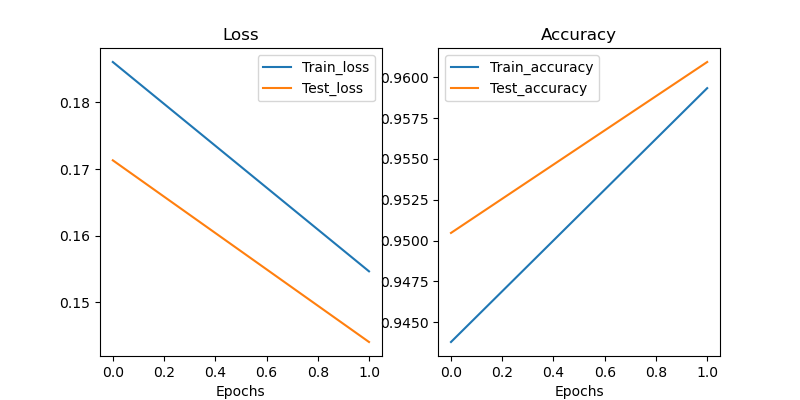 Loss
Train_loss
Test_loss
0.18
0.17
0.16
0.15
0.0 0.2 0.4 0.6 0.8 1.0
Epochs
Accuracy
Train_accuracy
Test_accuracy
0.9600
0.9575
0.9550
0.9525
0.9500
0.9475
0.9450
0.0 0.2 0.4 0.6 0.8 1.0
Epochs